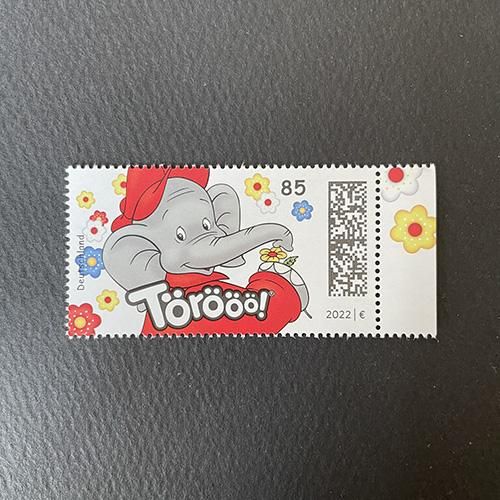 Deutschland
85
Törööö!
2022 | €